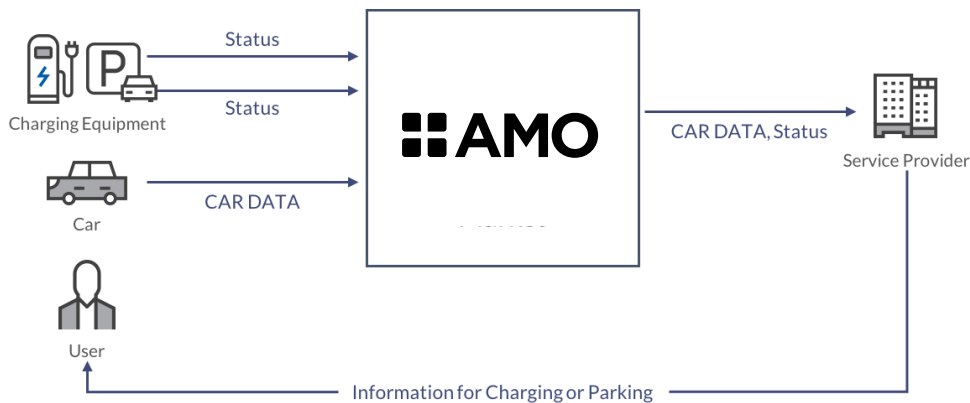 Status
P
Status
Charging Equipment
AMO
CAR DATA, Status
Service Provider
CAR DATA
Car
User
Information for Charging or Parking